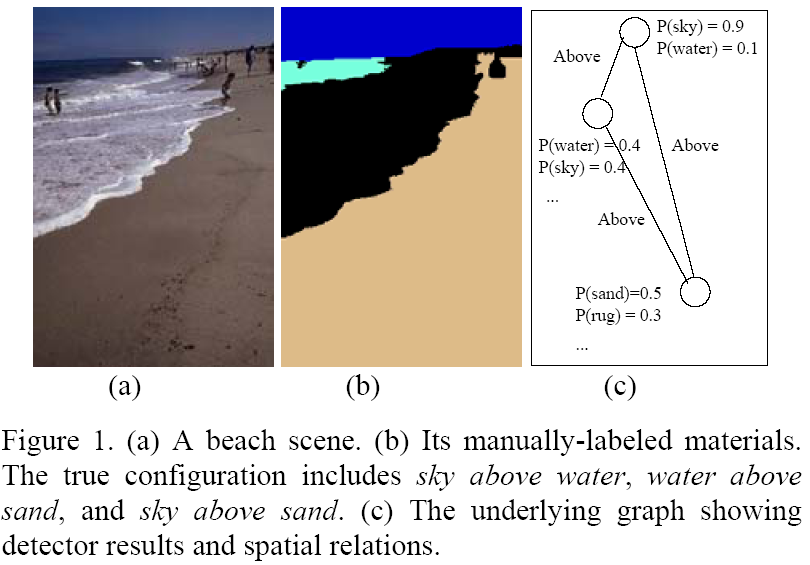 P(sky) = 0.9
P(water) = 0.1
Above
P(water) = 0.4
P(sky) = 0.4
...
Above
Above
P(sand)=0.5
P(rug) = 0.3
...
(a)
(b)
(c)
Figure 1. (a) A beach scene. (b) Its manually-labeled materials.
The true configuration includes sky above water, water above
sand, and sky above sand. (c) The underlying graph showing
detector results and spatial relations.